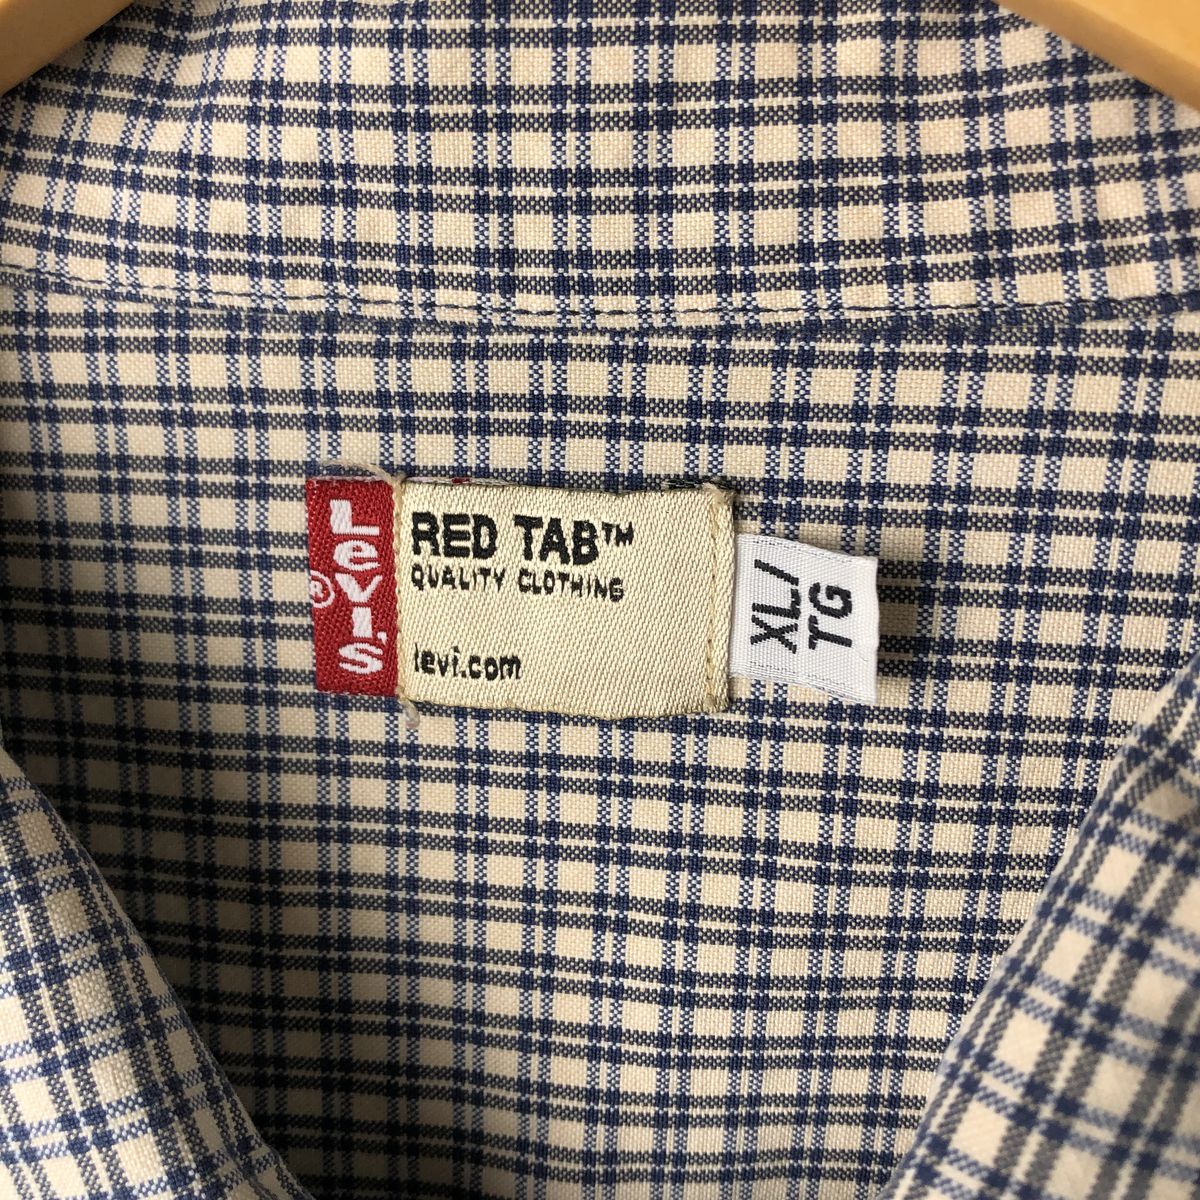 Levi's
®
RED TAB™
QUALITY CLOTHING
levi.com
XL/
TG